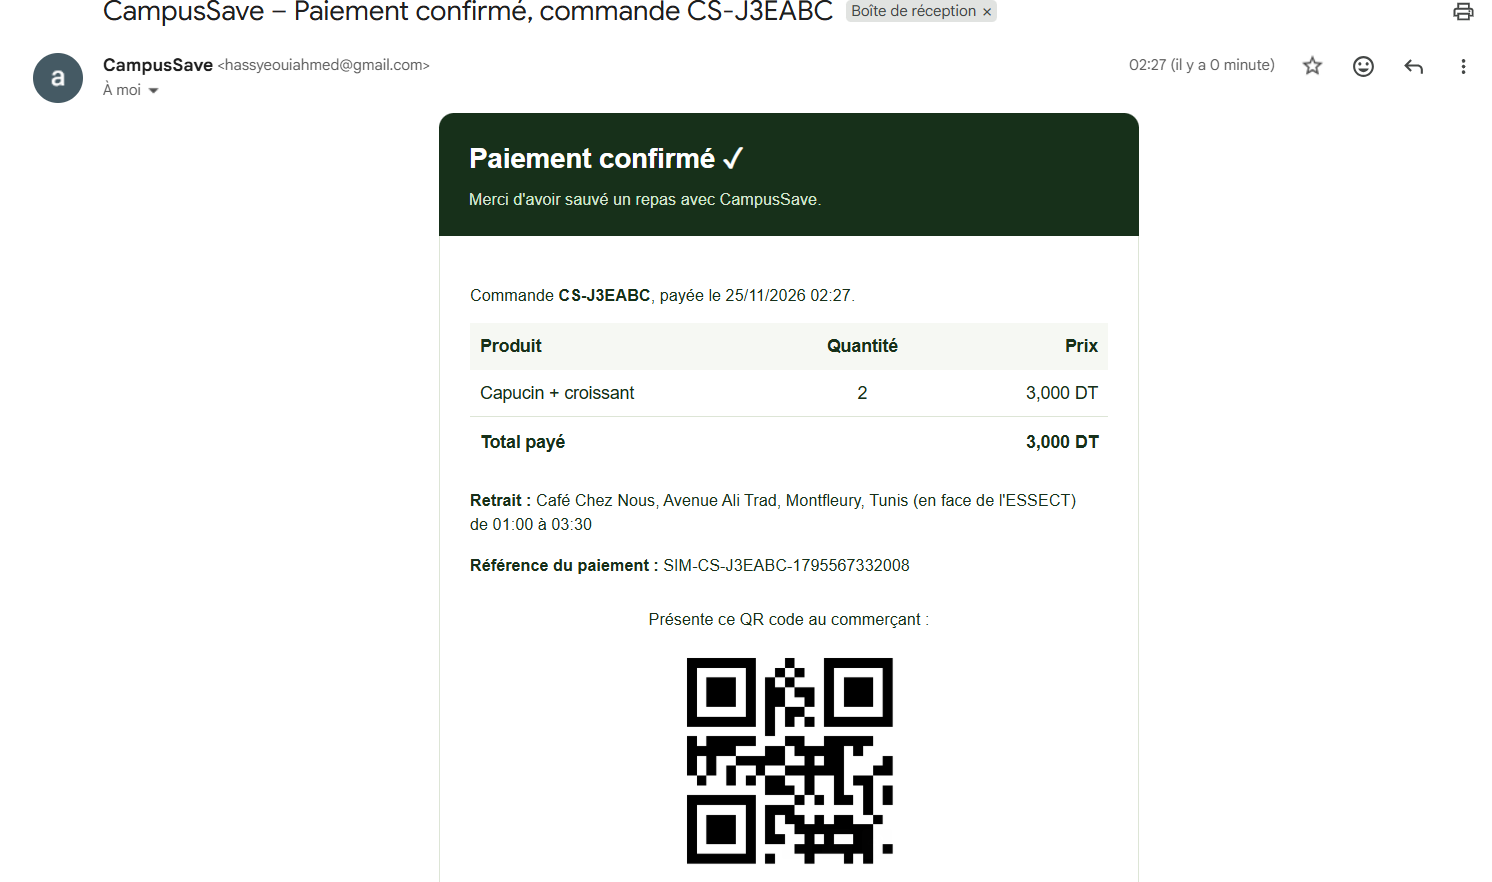 CampusSave – Paiement confirmé, commande CS-J3EABC Boîte de réception ×
CampusSave <hassyeouiahmed@gmail.com> 02:27 (il y a 0 minute)
a
À moi
Paiement confirmé ✓
Merci d'avoir sauvé un repas avec CampusSave.
Commande CS-J3EABC, payée le 25/11/2026 02:27.
Produit Quantité Prix
Capucin + croissant 2 3,000 DT
Total payé 3,000 DT
Retrait : Café Chez Nous, Avenue Ali Trad, Montfleury, Tunis (en face de l'ESSECT)
de 01:00 à 03:30
Référence du paiement : SIM-CS-J3EABC-1795567332008
Présente ce QR code au commerçant :